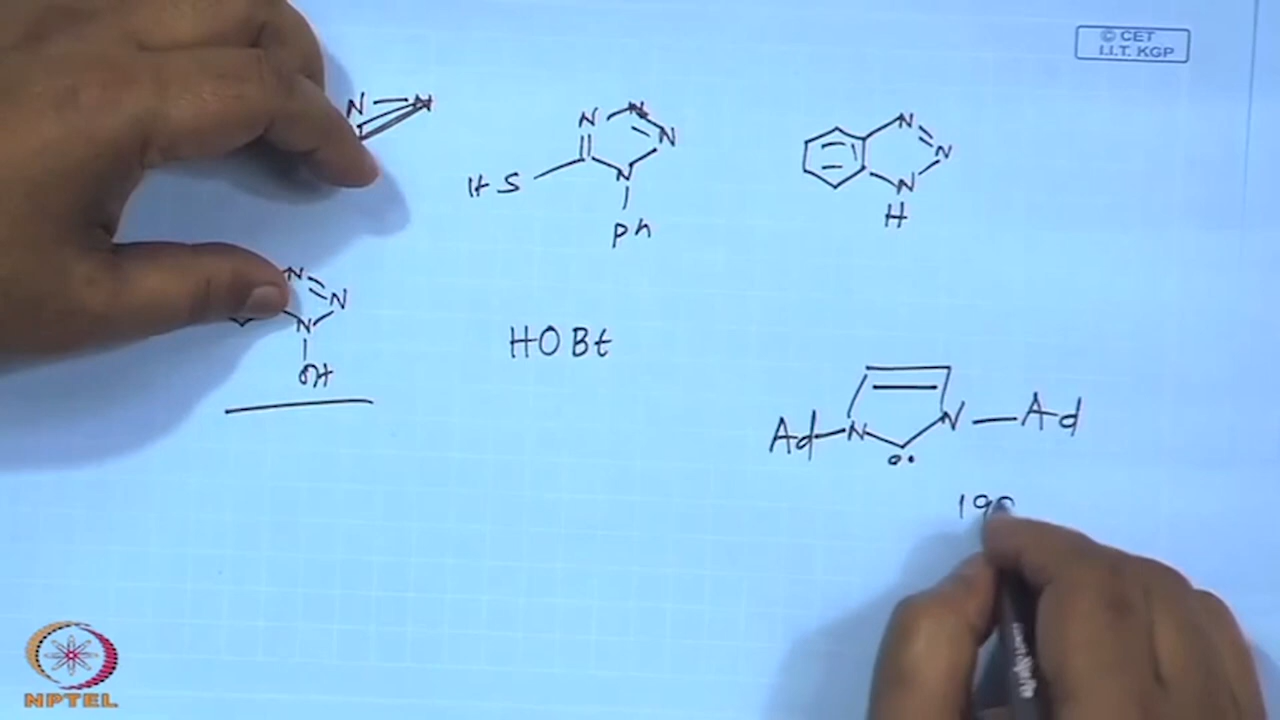 © CET
I.I.T. KGP
N N
N N N N
HS
Ph
N N N
H
N N N
OH
HOBt
Ad N N Ad
NPTEL